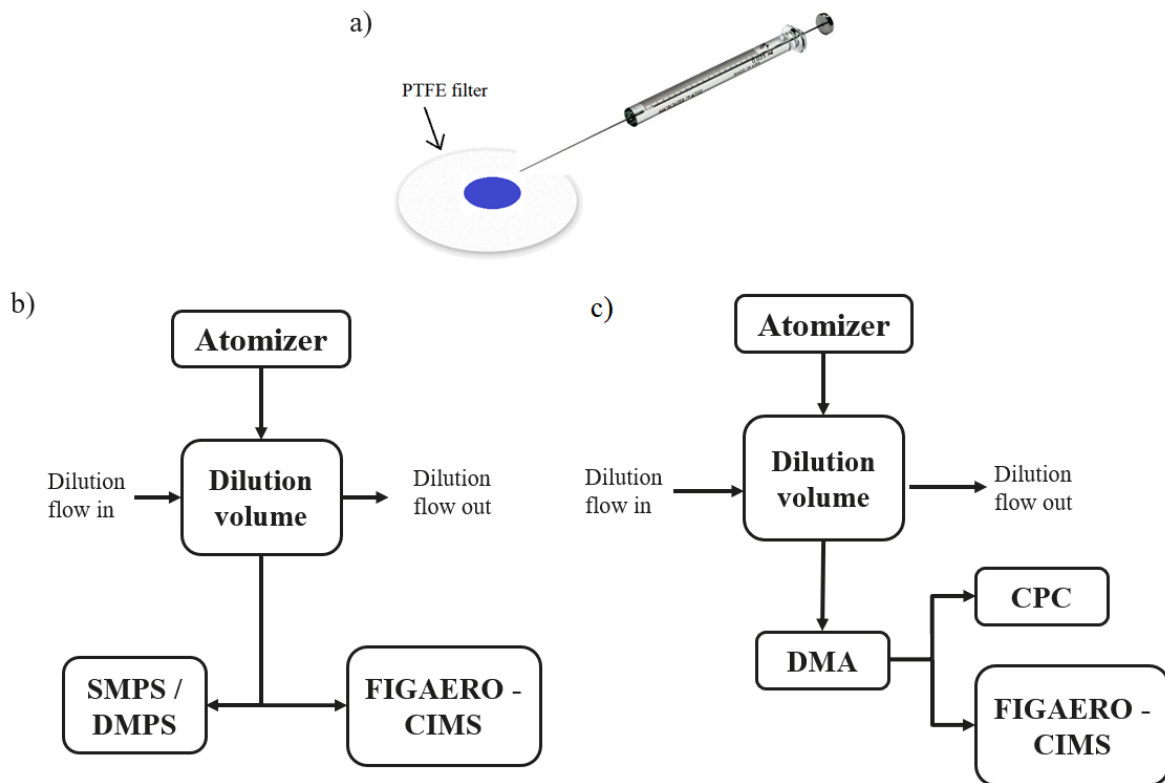 a)
PTFE filter
b)
Atomizer
Dilution
flow in
Dilution
volume
Dilution
flow out
SMPS /
DMPS
FIGAERO -
CIMS
c)
Atomizer
Dilution
flow in
Dilution
volume
Dilution
flow out
DMA
CPC
FIGAERO -
CIMS